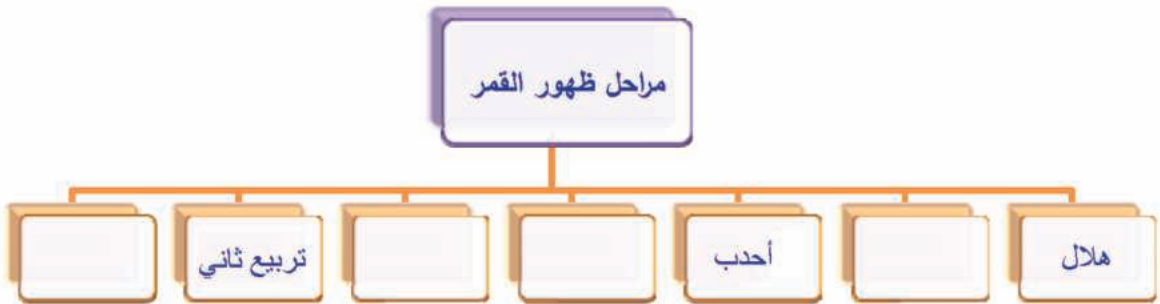 مراحل ظهور القمر
هلال
أحدب
تربيع ثاني